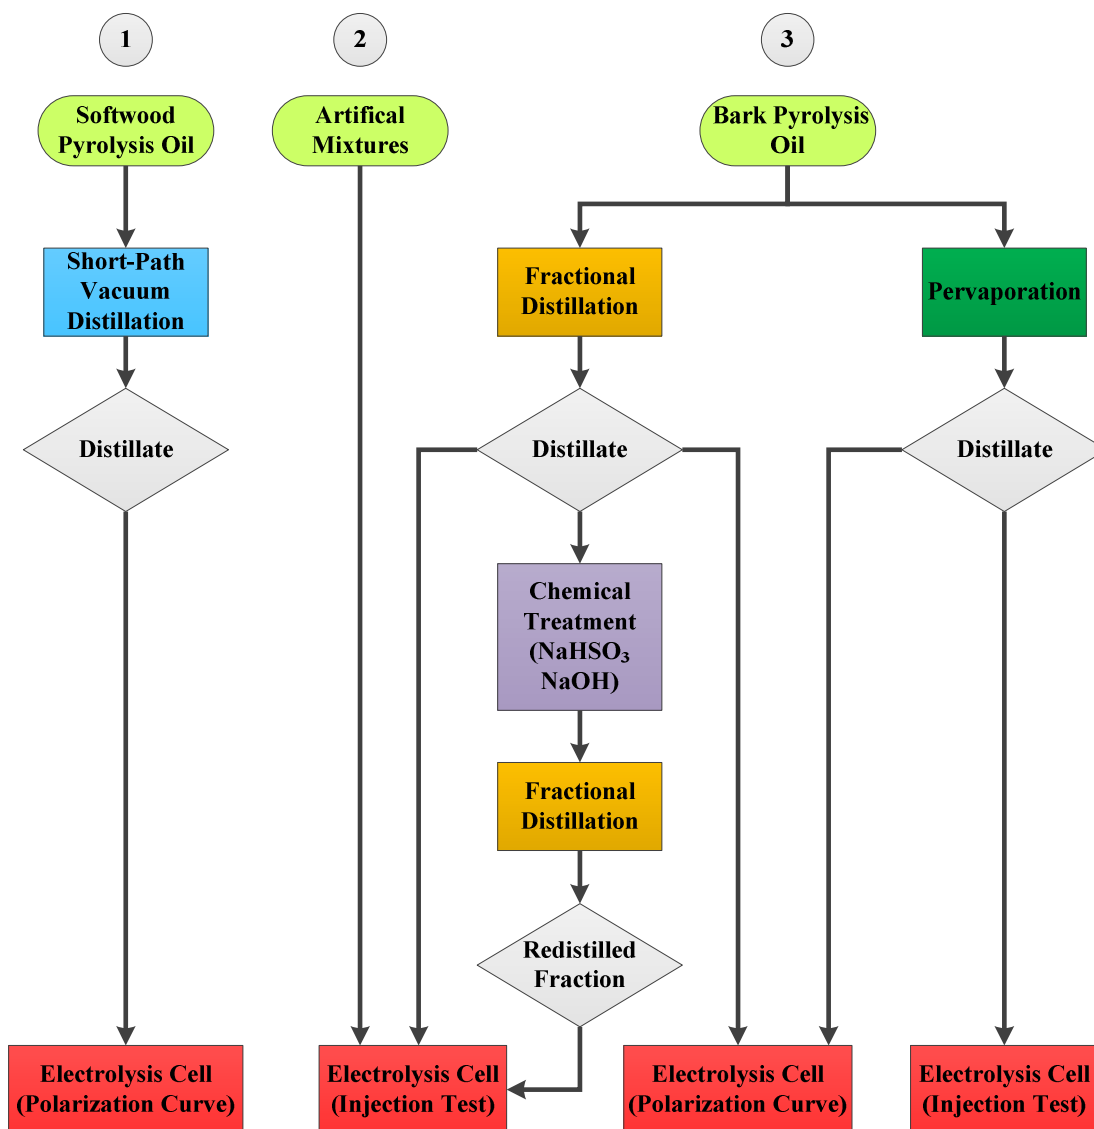 1
2
3
Softwood
Pyrolysis Oil
Artifical
Mixtures
Bark Pyrolysis
Oil
Short-Path
Vacuum
Distillation
Fractional
Distillation
Pervaporation
Distillate
Distillate
Distillate
Chemical
Treatment
(NaHSO₃
NaOH)
Fractional
Distillation
Redistilled
Fraction
Electrolysis Cell
(Polarization Curve)
Electrolysis Cell
(Injection Test)
Electrolysis Cell
(Polarization Curve)
Electrolysis Cell
(Injection Test)